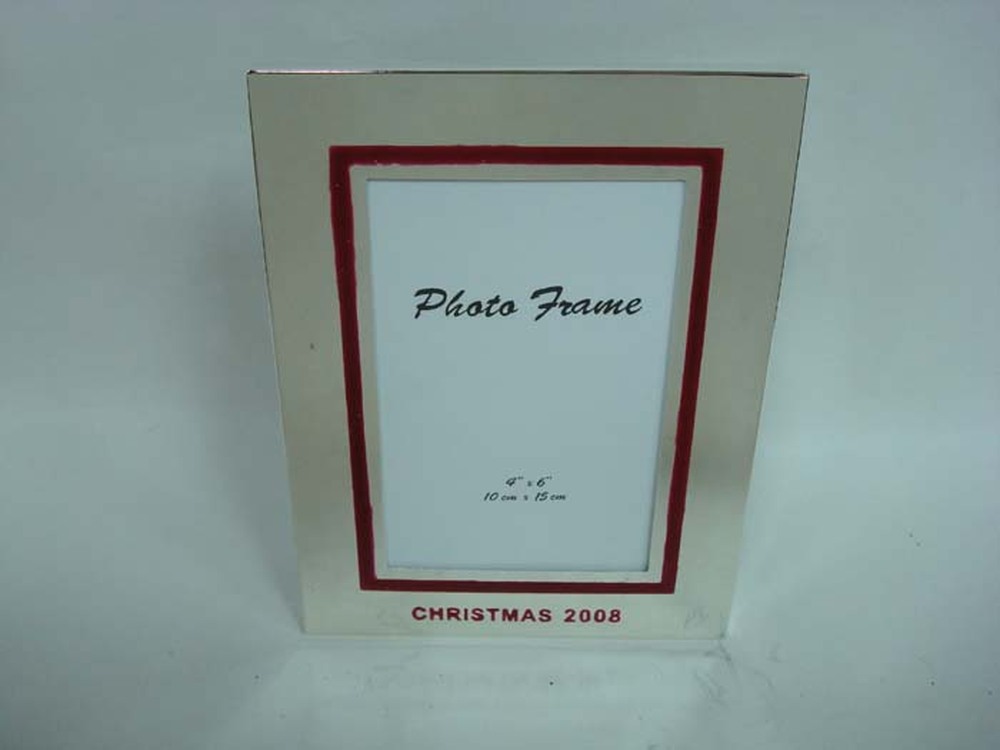 Photo Frame
4" x 6"
10 cm x 15 cm
CHRISTMAS 2008